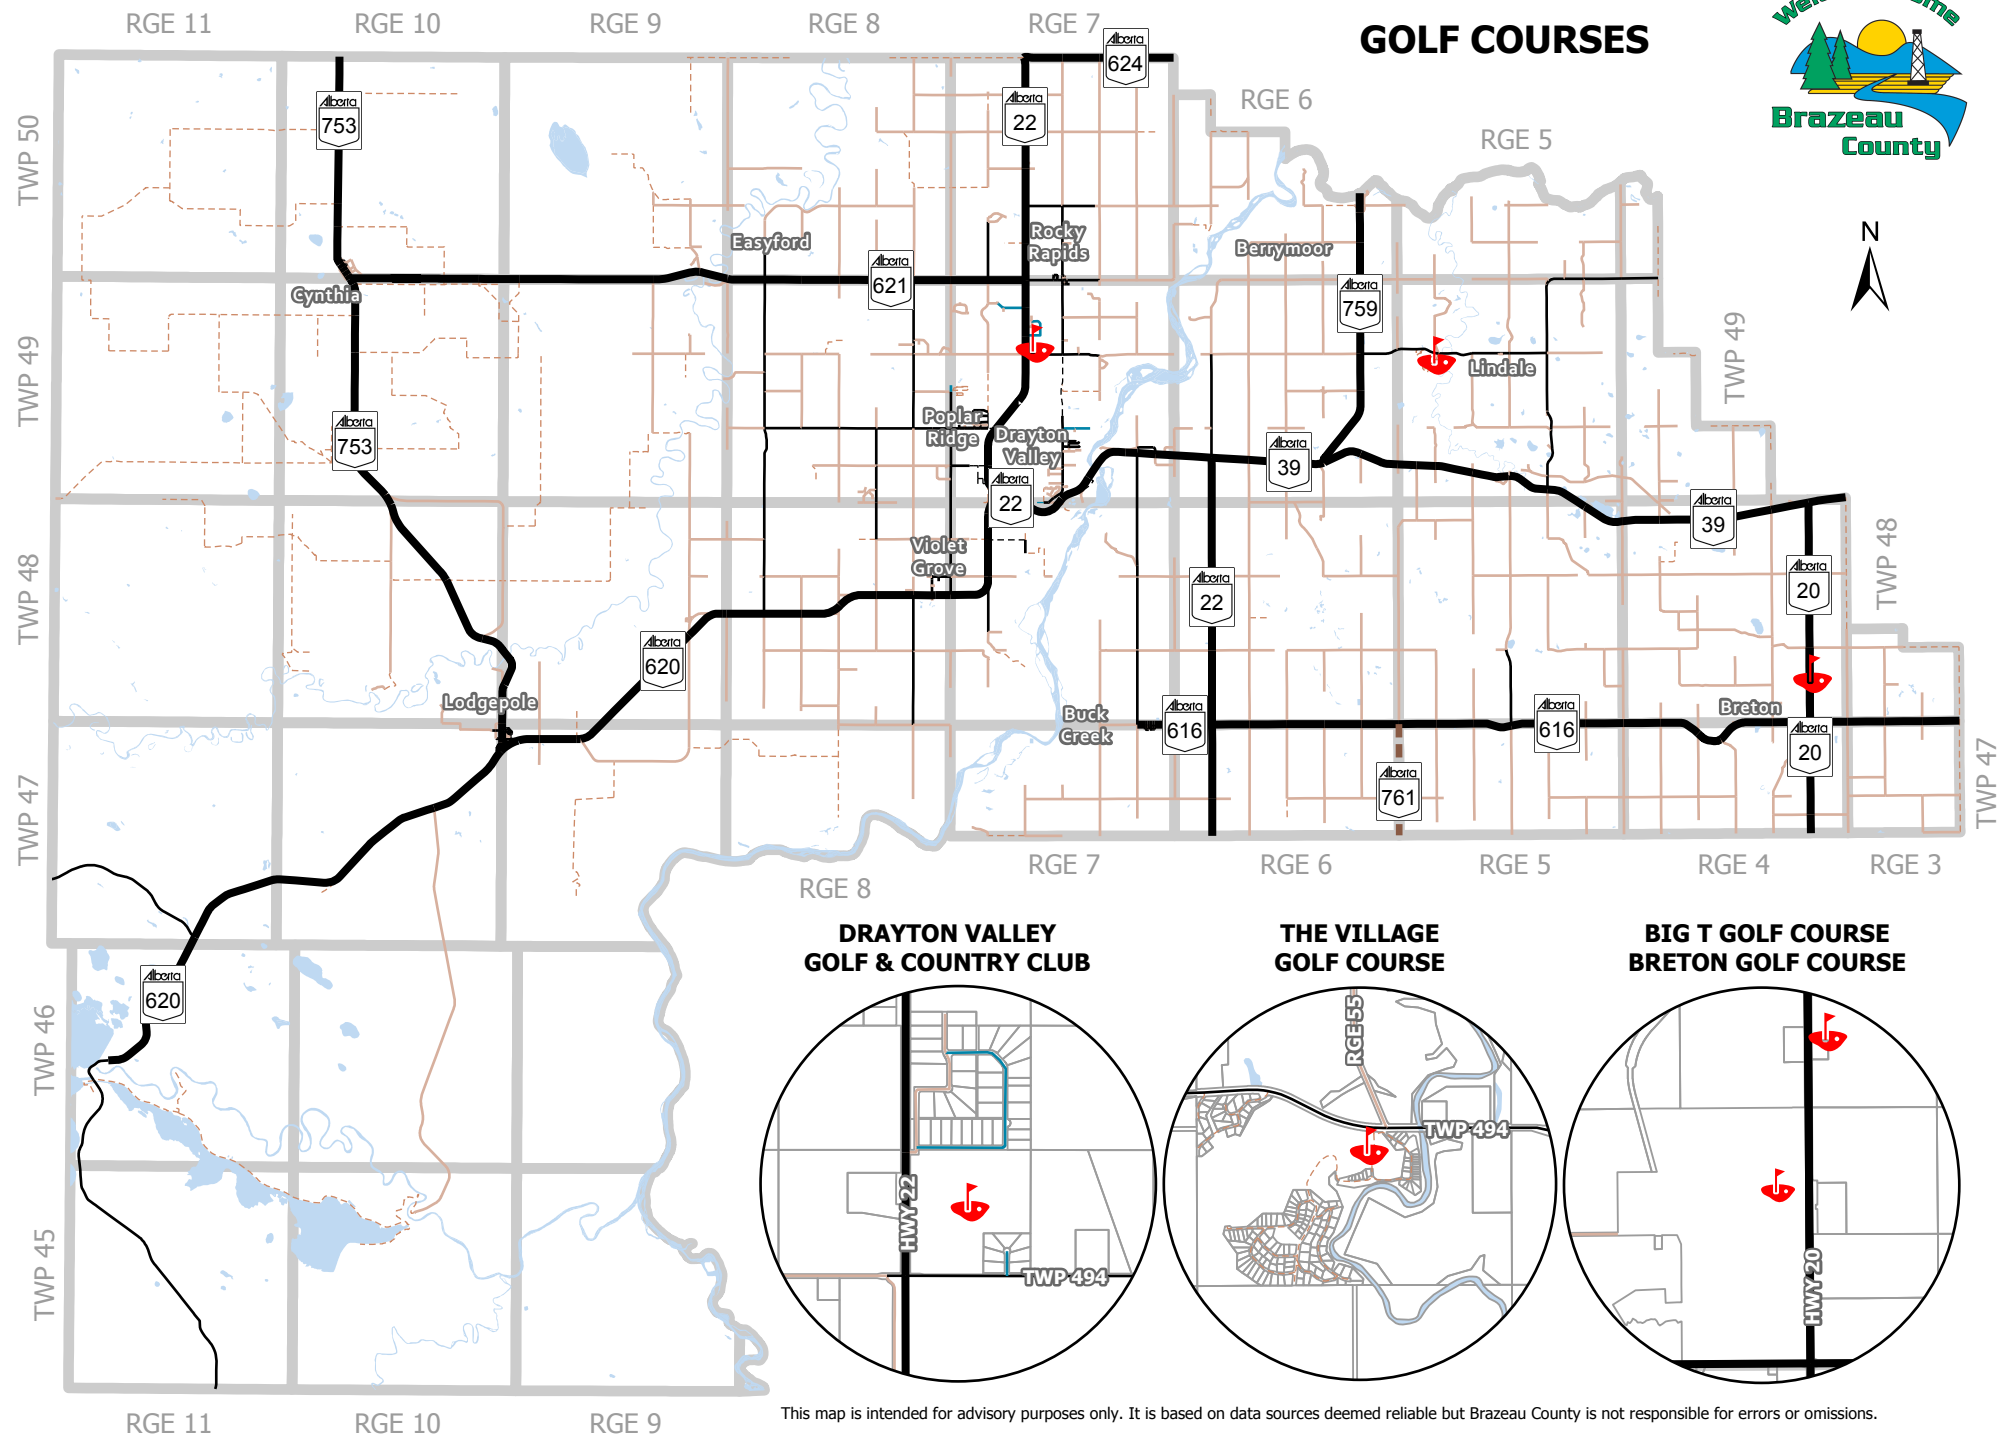 RGE 11
RGE 10
RGE 9
RGE 8
RGE 7
GOLF COURSES
Welcome Home
Brazeau
County
RGE 6
RGE 5
N
TWP 50
TWP 49
TWP 48
TWP 47
TWP 46
TWP 45
TWP 49
TWP 48
TWP 47
Alberta
624
Alberta
753
Alberta
22
Easyford
Rocky
Rapids
Berrymoor
Cynthia
Alberta
621
Alberta
759
Lindale
Alberta
753
Poplar
Ridge
Drayton
Valley
Alberta
39
Alberta
22
Alberta
39
Violet
Grove
Alberta
22
Alberta
20
Alberta
620
Lodgepole
Buck
Creek
Alberta
616
Alberta
616
Breton
Alberta
20
Alberta
761
RGE 8
RGE 7
RGE 6
RGE 5
RGE 4
RGE 3
Alberta
620
RGE 11
RGE 10
RGE 9
DRAYTON VALLEY
GOLF & COUNTRY CLUB
HWY 22
TWP 494
THE VILLAGE
GOLF COURSE
RGE 55
TWP 494
BIG T GOLF COURSE
BRETON GOLF COURSE
HWY 20
This map is intended for advisory purposes only. It is based on data sources deemed reliable but Brazeau County is not responsible for errors or omissions.